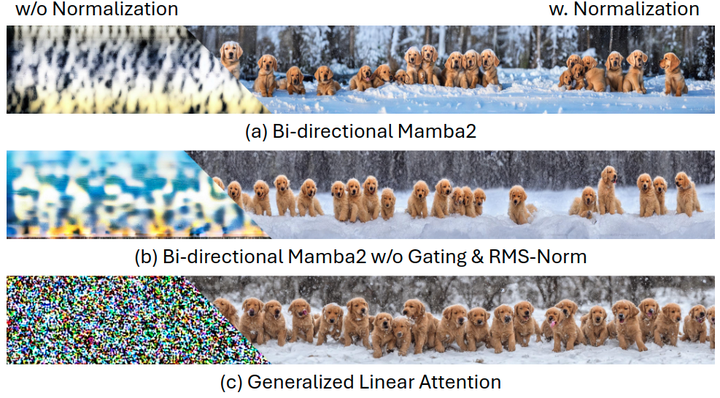 w/o Normalization
w. Normalization
(a) Bi-directional Mamba2
(b) Bi-directional Mamba2 w/o Gating & RMS-Norm
(c) Generalized Linear Attention